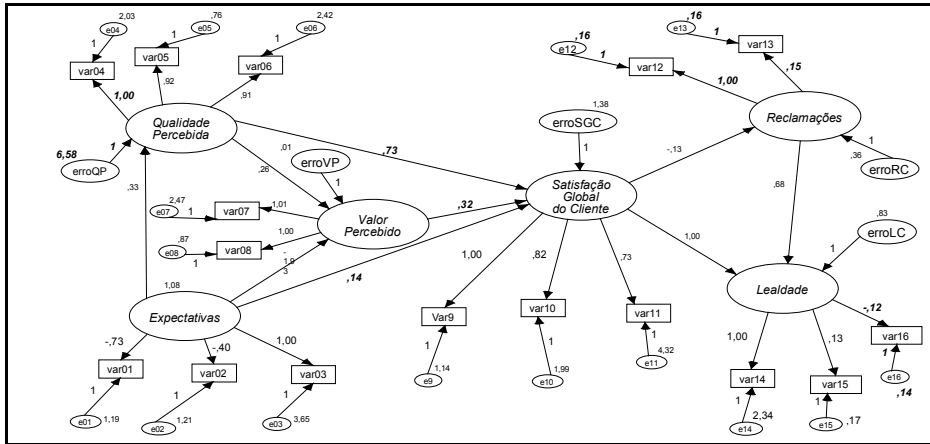 2,03
e04
1
var04
1,00
,76
e05
1
var05
,92
2,42
e06
1
var06
,91
Qualidade
Percebida
6,58
erroQP
1
,33
,73
,01
,26
erroVP
1
2,47
e07
1
var07
1,01
,87
e08
1
var08
1,00
Valor
Percebido
,32
-
1,9
3
,14
1,08
Expectativas
-,73
var01
1
e01
1,19
-,40
var02
1
e02
1,21
1,00
var03
1
e03
3,65
1,38
erroSGC
1
Satisfação
Global
do Cliente
1,00
Var9
1
e9
1,14
,82
var10
1
e10
1,99
,73
var11
1
e11
4,32
-,13
1,00
,16
e12
1
var12
1,00
,16
e13
1
var13
,15
Reclamações
1
,36
erroRC
,68
,83
erroLC
1
Lealdade
1,00
var14
1
e14
2,34
,13
var15
1
e15
,17
-,12
var16
1
e16
,14